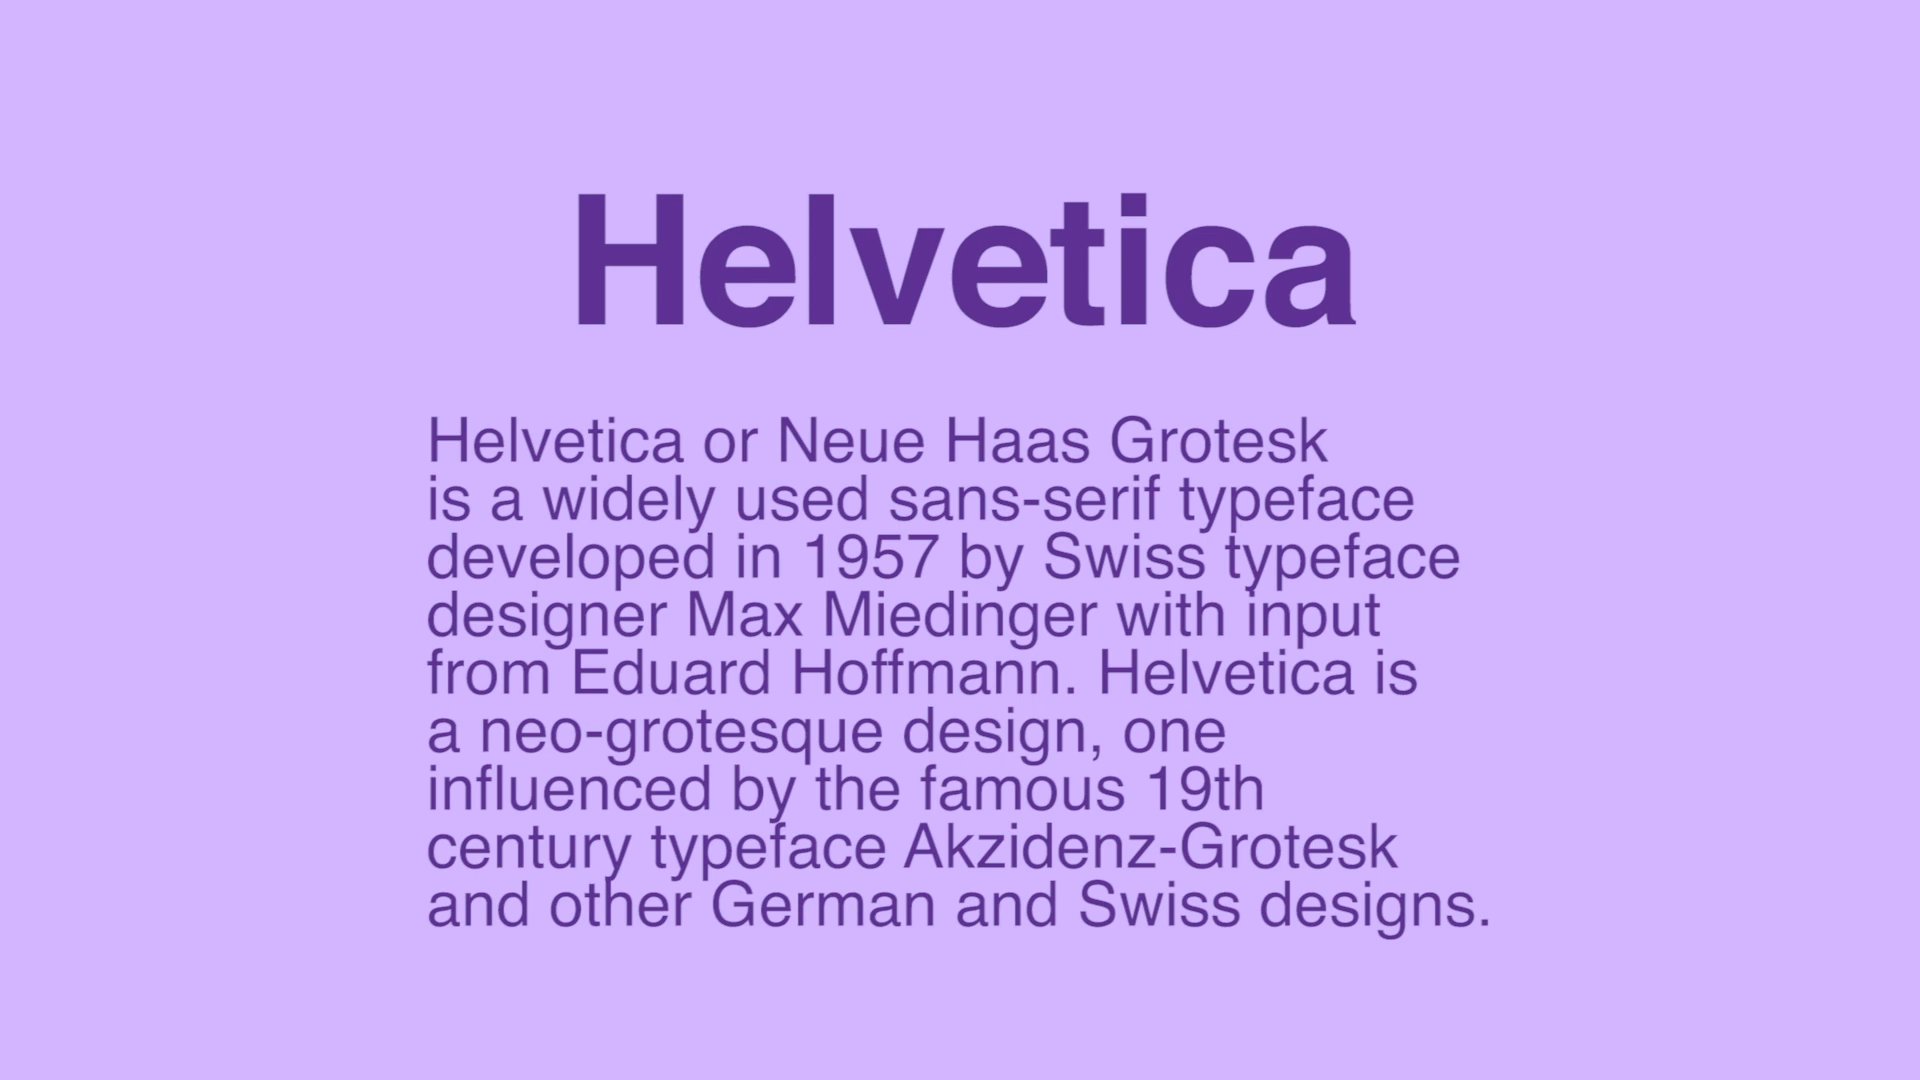 Helvetica
Helvetica or Neue Haas Grotesk
is a widely used sans-serif typeface
developed in 1957 by Swiss typeface
designer Max Miedinger with input
from Eduard Hoffmann. Helvetica is
a neo-grotesque design, one
influenced by the famous 19th
century typeface Akzidenz-Grotesk
and other German and Swiss designs.